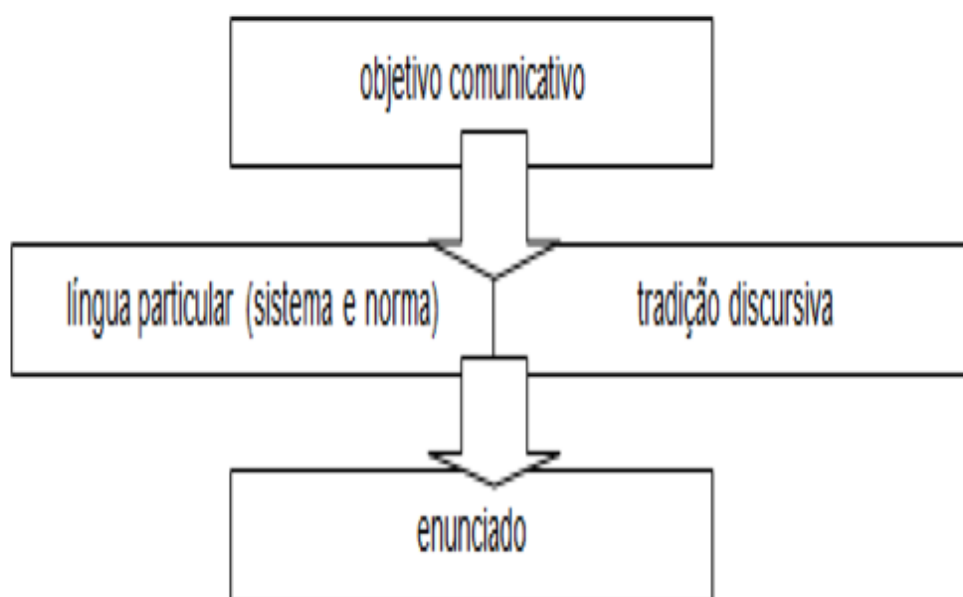 objetivo comunicativo
língua particular (sistema e norma)
tradição discursiva
enunciado